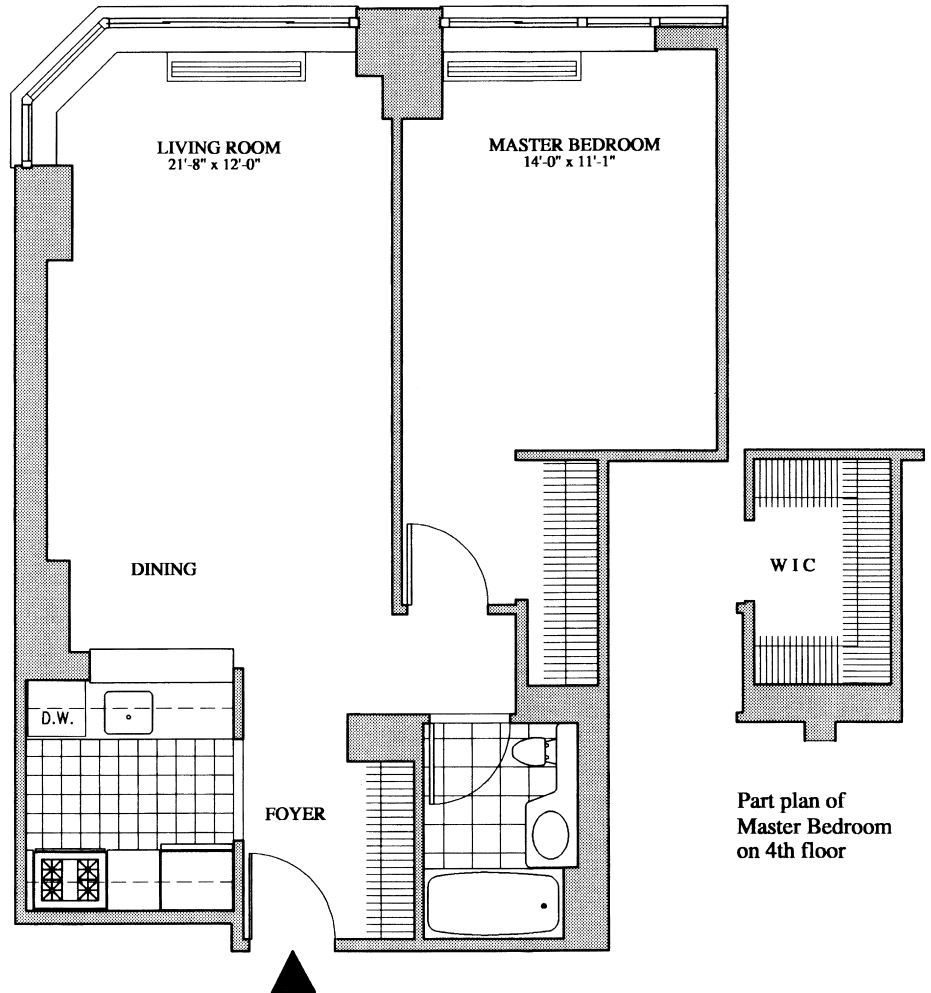 LIVING ROOM
21'-8" x 12'-0"
MASTER BEDROOM
14'-0" x 11'-1"
DINING
W I C
D.W.
FOYER
Part plan of
Master Bedroom
on 4th floor